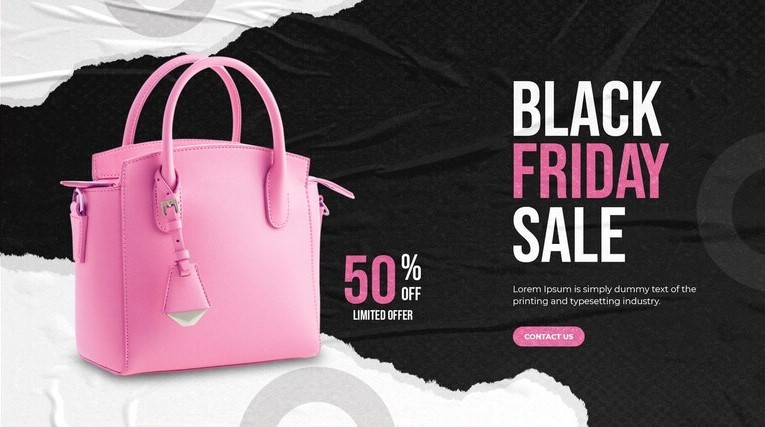 BLACK
FRIDAY
SALE
50%
OFF
LIMITED OFFER
Lorem Ipsum is simply dummy text of the
printing and typesetting industry.
CONTACT US